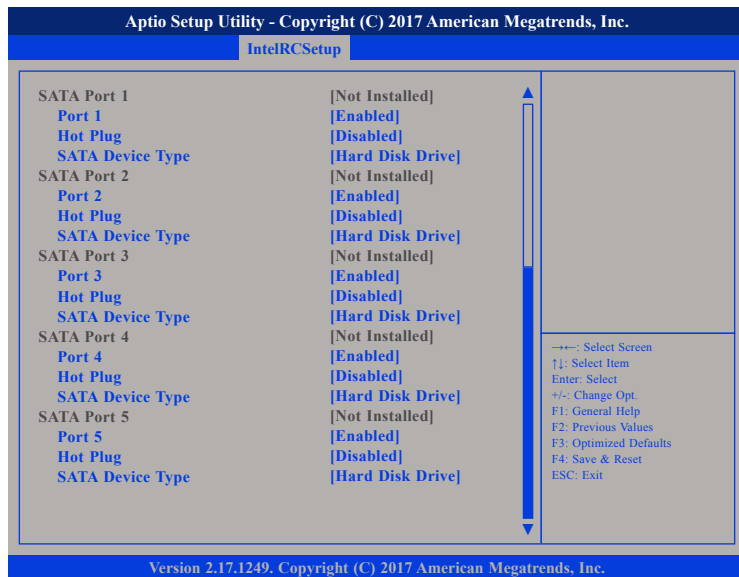 Aptio Setup Utility - Copyright (C) 2017 American Megatrends, Inc.
IntelRCSetup
SATA Port 1 [Not Installed]
Port 1 [Enabled]
Hot Plug [Disabled]
SATA Device Type [Hard Disk Drive]
SATA Port 2 [Not Installed]
Port 2 [Enabled]
Hot Plug [Disabled]
SATA Device Type [Hard Disk Drive]
SATA Port 3 [Not Installed]
Port 3 [Enabled]
Hot Plug [Disabled]
SATA Device Type [Hard Disk Drive]
SATA Port 4 [Not Installed]
Port 4 [Enabled]
Hot Plug [Disabled]
SATA Device Type [Hard Disk Drive]
SATA Port 5 [Not Installed]
Port 5 [Enabled]
Hot Plug [Disabled]
SATA Device Type [Hard Disk Drive]
→←: Select Screen
↑↓: Select Item
Enter: Select
+/-: Change Opt.
F1: General Help
F2: Previous Values
F3: Optimized Defaults
F4: Save & Reset
ESC: Exit
Version 2.17.1249. Copyright (C) 2017 American Megatrends, Inc.